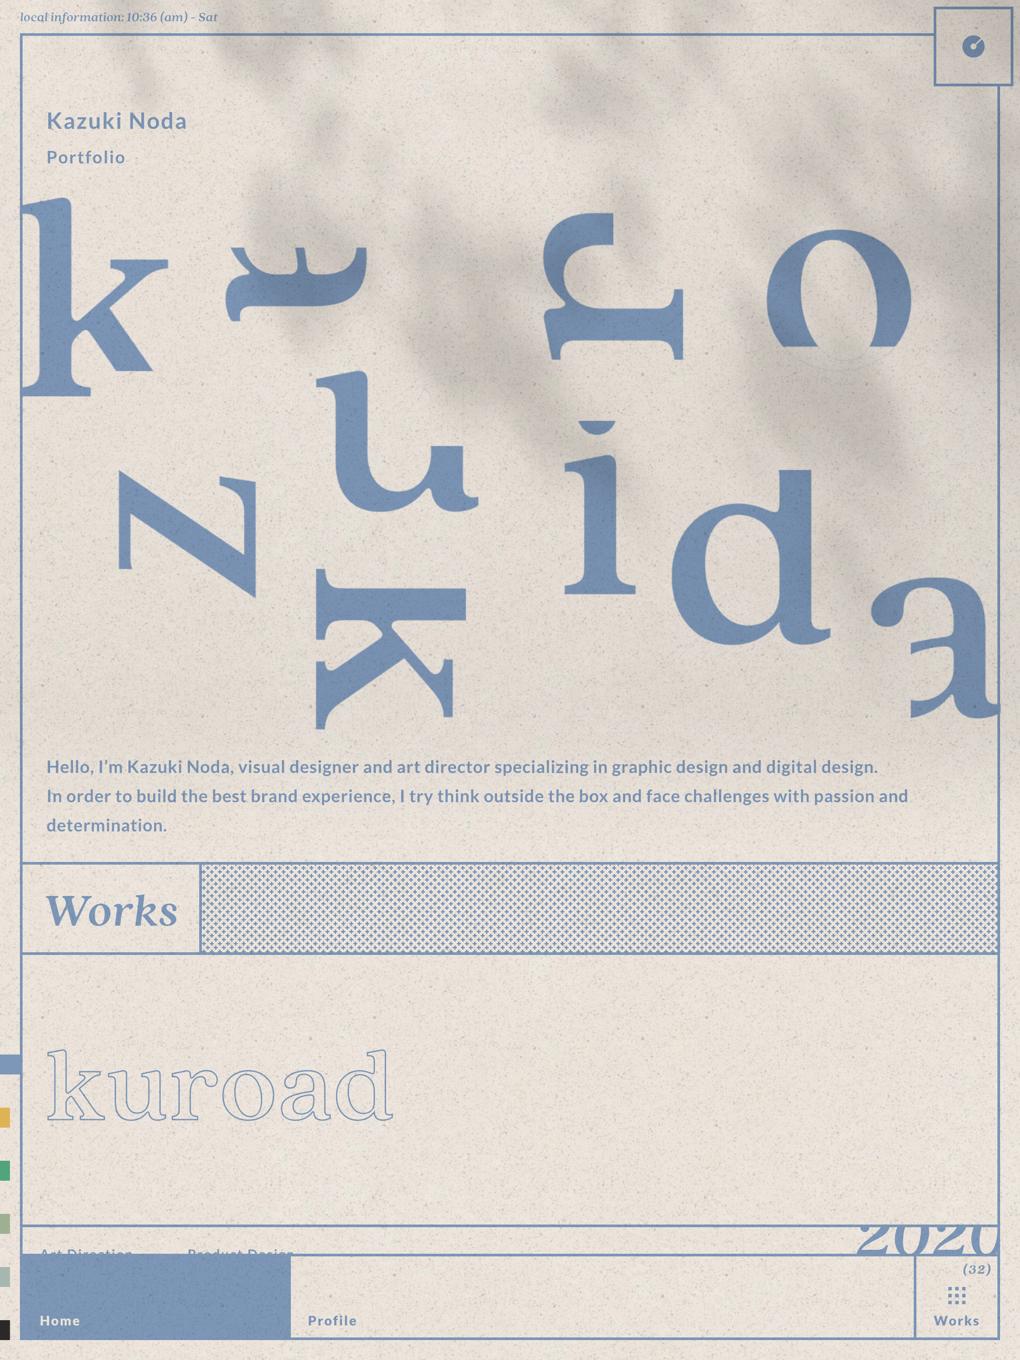 local information: 10:36 (am) - Sat
Kazuki Noda
Portfolio
k a r o
u
z i d
k a
Hello, I'm Kazuki Noda, visual designer and art director specializing in graphic design and digital design.
In order to build the best brand experience, I try think outside the box and face challenges with passion and
determination.
Works
kuroad
2020
Art Direction Product Design
(32)
Home Profile Works